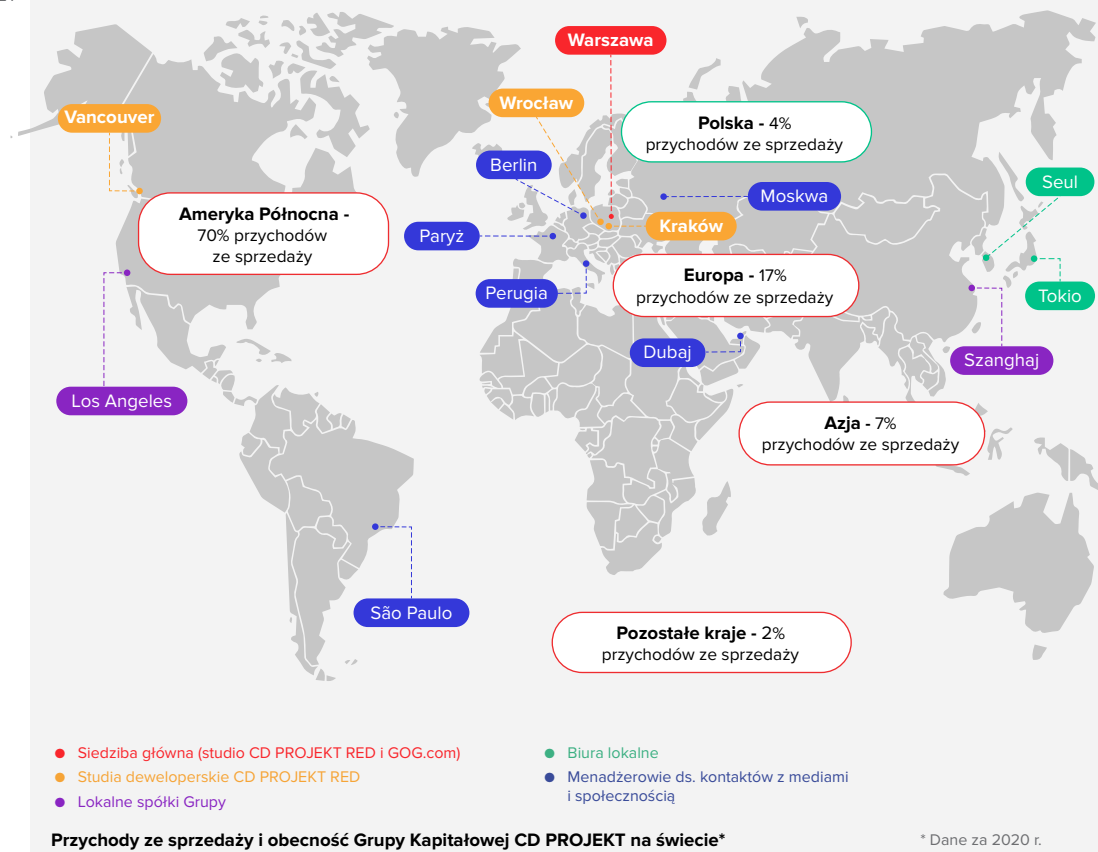 Warszawa
Vancouver
Wrocław
Polska - 4%
przychodów ze sprzedaży
Berlin
Seul
Moskwa
Ameryka Północna -
70% przychodów
ze sprzedaży
Paryż
Kraków
Europa - 17%
przychodów ze sprzedaży
Perugia
Tokio
Dubaj
Szanghaj
Los Angeles
Azja - 7%
przychodów ze sprzedaży
São Paulo
Pozostałe kraje - 2%
przychodów ze sprzedaży
Siedziba główna (studio CD PROJEKT RED i GOG.com)
Studia deweloperskie CD PROJEKT RED
Lokalne spółki Grupy
Biura lokalne
Menadżerowie ds. kontaktów z mediami
i społecznością
Przychody ze sprzedaży i obecność Grupy Kapitałowej CD PROJEKT na świecie*
* Dane za 2020 r.